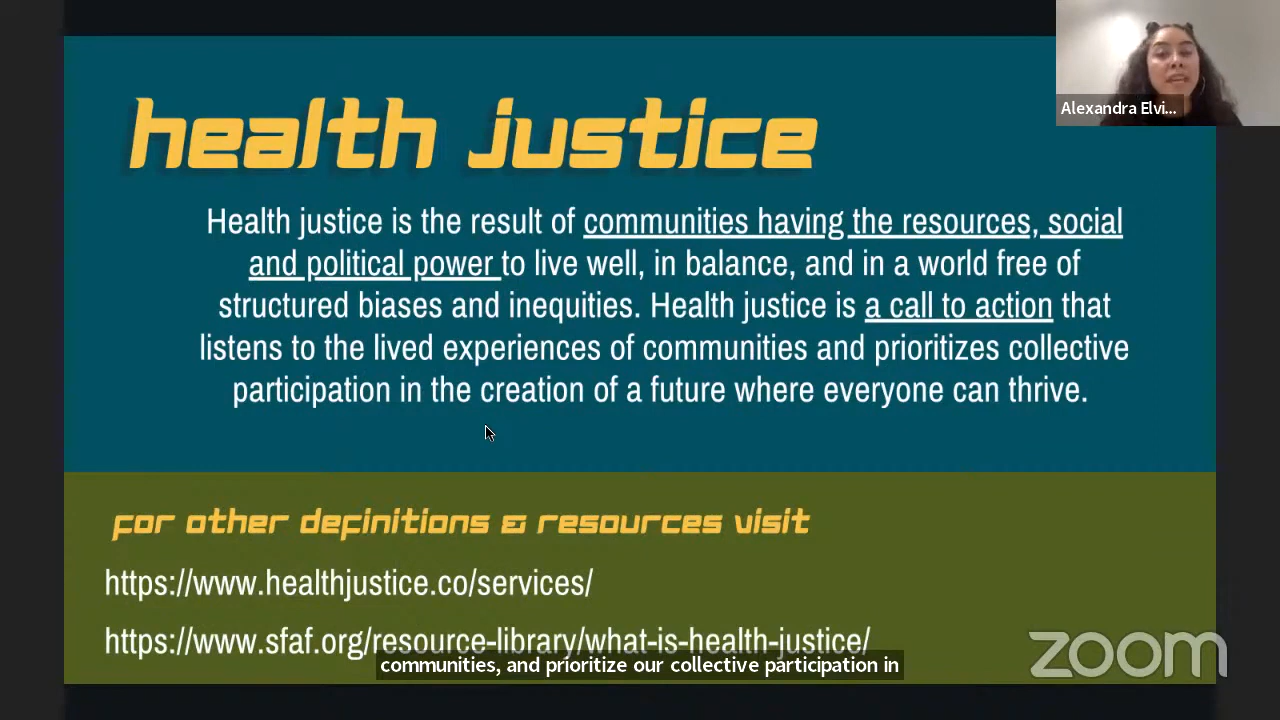 health justice
Alexandra Elvi...
Health justice is the result of communities having the resources, social
and political power to live well, in balance, and in a world free of
structured biases and inequities. Health justice is a call to action that
listens to the lived experiences of communities and prioritizes collective
participation in the creation of a future where everyone can thrive.
for other definitions & resources visit
https://www.healthjustice.co/services/
https://www.sfaf.org/resource-library/what-is-health-justice/
communities, and prioritize our collective participation in
zoom